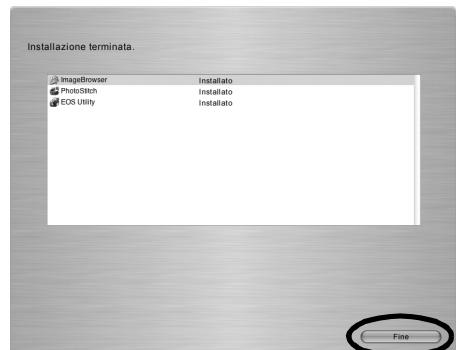 Installazione terminata.
ImageBrowser Installato
PhotoStitch Installato
EOS Utility Installato
Fine